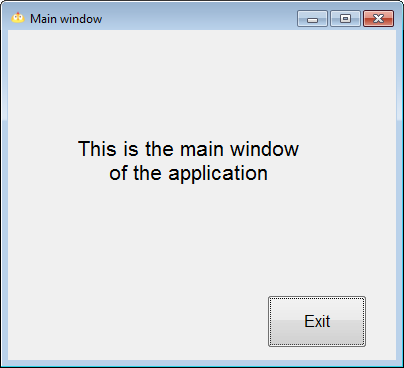 Main window
This is the main window
of the application
Exit